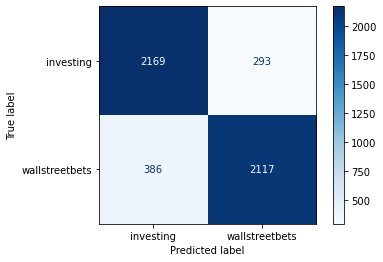 investing
2169
293
True label
wallstreetbets
386
2117
investing
wallstreetbets
Predicted label
2000
1750
1500
1250
1000
750
500